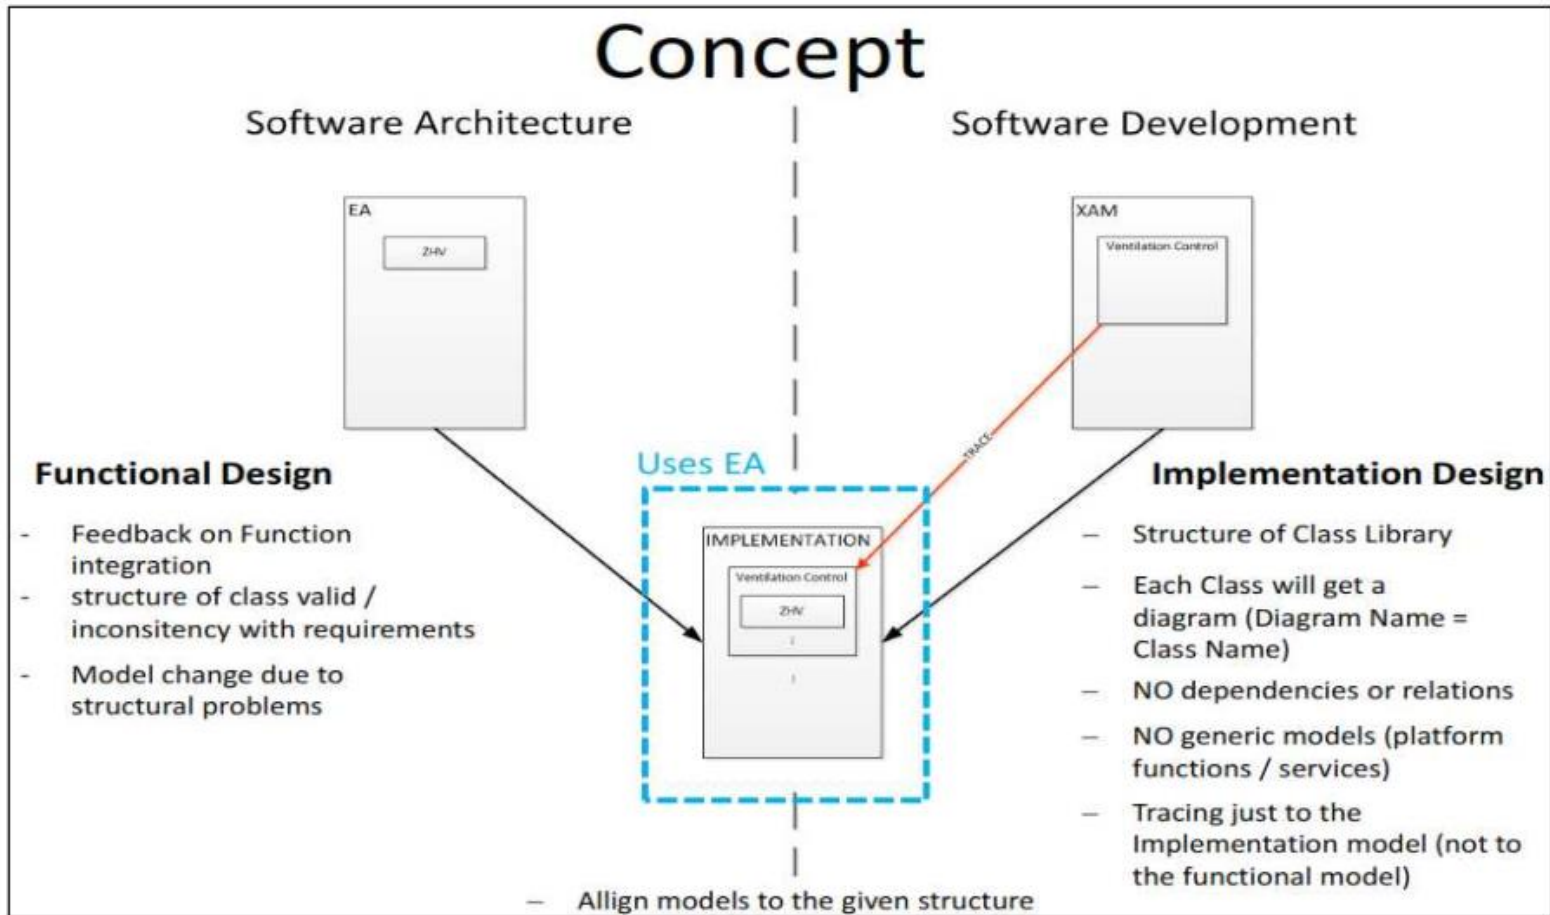 Concept
Software Architecture
Software Development
EA
ZHV
XAM
Ventilation Control
TRACE
Functional Design
- Feedback on Function
integration
- structure of class valid /
inconsitency with requirements
- Model change due to
structural problems
Uses EA
IMPLEMENTATION
Ventilation Control
ZHV
:
:
Implementation Design
– Structure of Class Library
– Each Class will get a
diagram (Diagram Name =
Class Name)
– NO dependencies or relations
– NO generic models (platform
functions / services)
– Tracing just to the
Implementation model (not to
the functional model)
– Allign models to the given structure